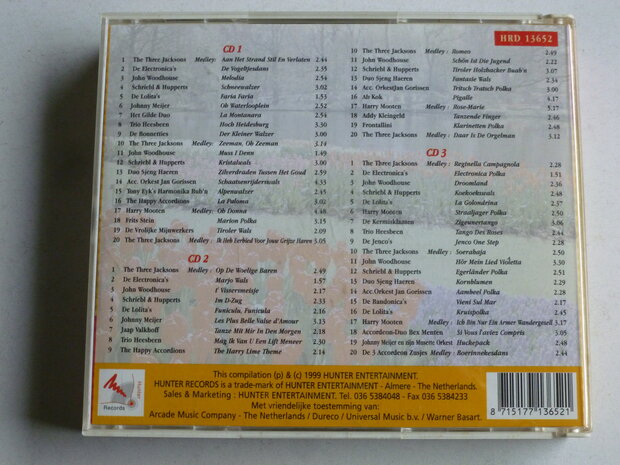 HRD 13652
CD 1
1 The Three Jacksons Medley: Aan Het Strand Stil En Verlaten 2.44
2 De Electronica's De Vogeltjesdans 2.35
3 John Woodhouse Melodia 2.54
4 Schriebl & Hupperts Schneewalzer 3.02
5 De Lolita's Faria Faria 1.53
6 Johnny Meijer Oh Waterlooplein 2.52
7 Het Gilde Duo La Montanara 2.54
8 Trio Heesbeen Hoch Heidesburg 3.30
9 De Bonnetties Der Kleiner Walzer 3.00
10 The Three Jacksons Medley: Zeeman, Oh Zeeman 3.14
11 John Woodhouse Muss I Denn 1.49
12 Schriebl & Hupperts Kristalwals 3.00
13 Duo Sjeng Haeren Zilverdraden Tussen Het Goud 2.59
14 Acc. Orkest Jan Gorissen Schaatsenrijderswals 4.33
15 Tony Eyk's Harmonika Bub'n Alpenwalzer 2.45
16 The Happy Accordions La Paloma 3.02
17 Harry Mooten Medley: Oh Donna 4.48
18 Frits Stein Marion Polka 3.15
19 De Vrolijke Mijnwerkers Tiroler Wals 2.09
20 The Three Jacksons Medley: Ik Heb Eerbied Voor Jouw Grijze Haren 3.05
CD 2
1 The Three Jacksons Medley: Op De Woelige Baren 2.49
2 De Electronica's Marjo Wals 1.57
3 John Woodhouse t' Vissersmeisje 2.17
4 Schriebl & Hupperts Im D-Zug 2.33
5 De Lolita's Funiculi, Funicula 2.16
6 Johnny Meijer Les Plus Belle Valse d'Amour 3.13
7 Jaap Valkhoff Tanze Mit Mir In Den Morgen 2.18
8 Trio Heesbeen Mag Ik Van U Een Lift Meneer 2.30
9 The Happy Accordions The Harry Lime Theme 2.14
10 The Three Jacksons Medley: Romeo 2.49
11 John Woodhouse Schön Ist Die Jugend 2.22
12 Schriebl & Hupperts Tiroler Holzhacker Buab'n 3.07
13 Duo Sjeng Haeren Fantasie Wals 2.34
14 Acc. Orkest Jan Gorissen Tritsch Tratsch Polka 3.00
16 Ab Kok Pigalle 4.17
17 Harry Mooten Medley: Rose-Marie 5.17
18 Addy Kleingeld Tanzende Finger 2.46
19 Frontallini Klarinetten Polka 2.48
20 The Three Jacksons Medley: Daar Is De Orgelman 3.12
CD 3
1 The Three Jacksons Medley: Reginella Campagnola 2.28
2 De Electronica's Electronica Polka 1.51
3 John Woodhouse Droomland 2.36
4 Schriebl & Hupperts Koekoekswals 2.48
5 De Lolita's La Golondrina 2.37
6 Harry Mooten Straaljager Polka 2.50
7 De Kermisklanten Zigeunertango 3.06
8 Trio Heesbeen Tango Des Roses 2.44
9 De Jenco's Jenco One Step 2.28
10 The Three Jacksons Medley: Soerabaja 2.50
11 John Woodhouse Hör Mein Lied Violetta 3.30
12 Schriebl & Hupperts Egerländer Polka 2.51
13 Duo Sjeng Haeren Kornblumen 2.29
14 Acc.Orkest Jan Gorissen Aambeel Polka 2.28
15 De Bandonica's Vieni Sul Mar 2.17
16 De Lolita's Kruispolka 2.45
17 Harry Mooten Medley: Ich Bin Nur Ein Armer Wandergesell 3.17
18 Accordeon-Duo Bex Menten Si Vous l'aviez Compris 3.05
19 Johnny Meijer en zijn Musette Orkest Huckepack 2.48
20 De 3 Accordeon Zusjes Medley: Boerinnekesdans 2.44
Hunter
Records
This compilation (p) & (c) 1999 HUNTER ENTERTAINMENT.
HUNTER RECORDS is a trade-mark of HUNTER ENTERTAINMENT - Almere - The Netherlands.
Sales & Marketing : HUNTER ENTERTAINMENT. Tel. 036 5384048 - Fax 036 5384233
Met vriendelijke toestemming van:
Arcade Music Company - The Netherlands / Dureco / Universal Music b.v. / Warner Basart.
8 715177 136521